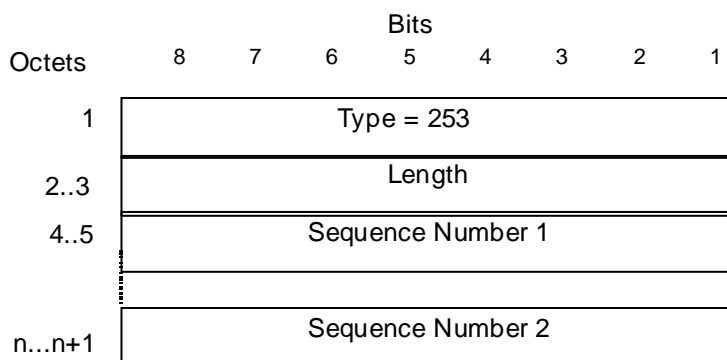 Bits
Octets 8 7 6 5 4 3 2 1
1 Type = 253
2..3 Length
4..5 Sequence Number 1
n...n+1 Sequence Number 2